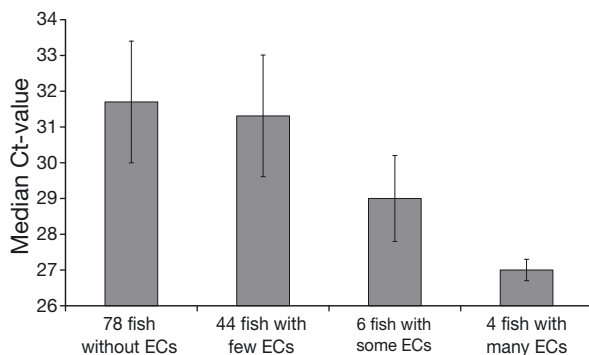 34
33
32
31
30
29
28
27
26
Median Ct-value
78 fish
without ECs
44 fish with
few ECs
6 fish with
some ECs
4 fish with
many ECs